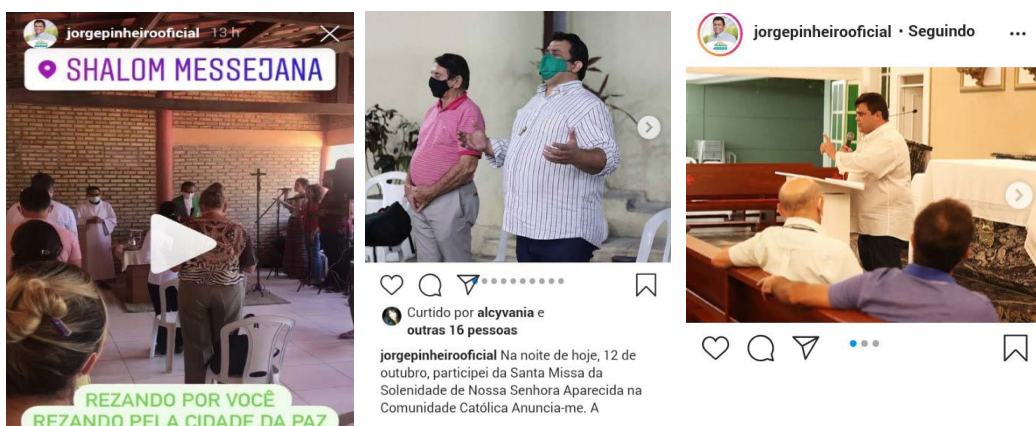 jorgepinheirooficial 13 h
SHALOM MESSEJANA
REZANDO POR VOCÊ
REZANDO PELA CIDADE DA PAZ
Curtido por alcyvania e
outras 16 pessoas
jorgepinheirooficial Na noite de hoje, 12 de
outubro, participei da Santa Missa da
Solenidade de Nossa Senhora Aparecida na
Comunidade Católica Anuncia-me. A
jorgepinheirooficial • Seguindo